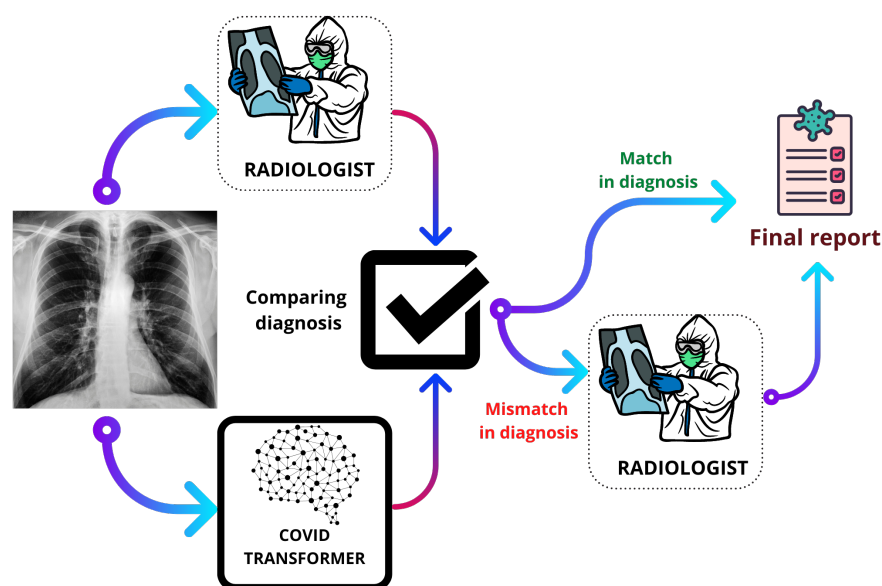 RADIOLOGIST
Match
in diagnosis
Final report
Comparing
diagnosis
Mismatch
in diagnosis
RADIOLOGIST
COVID
TRANSFORMER